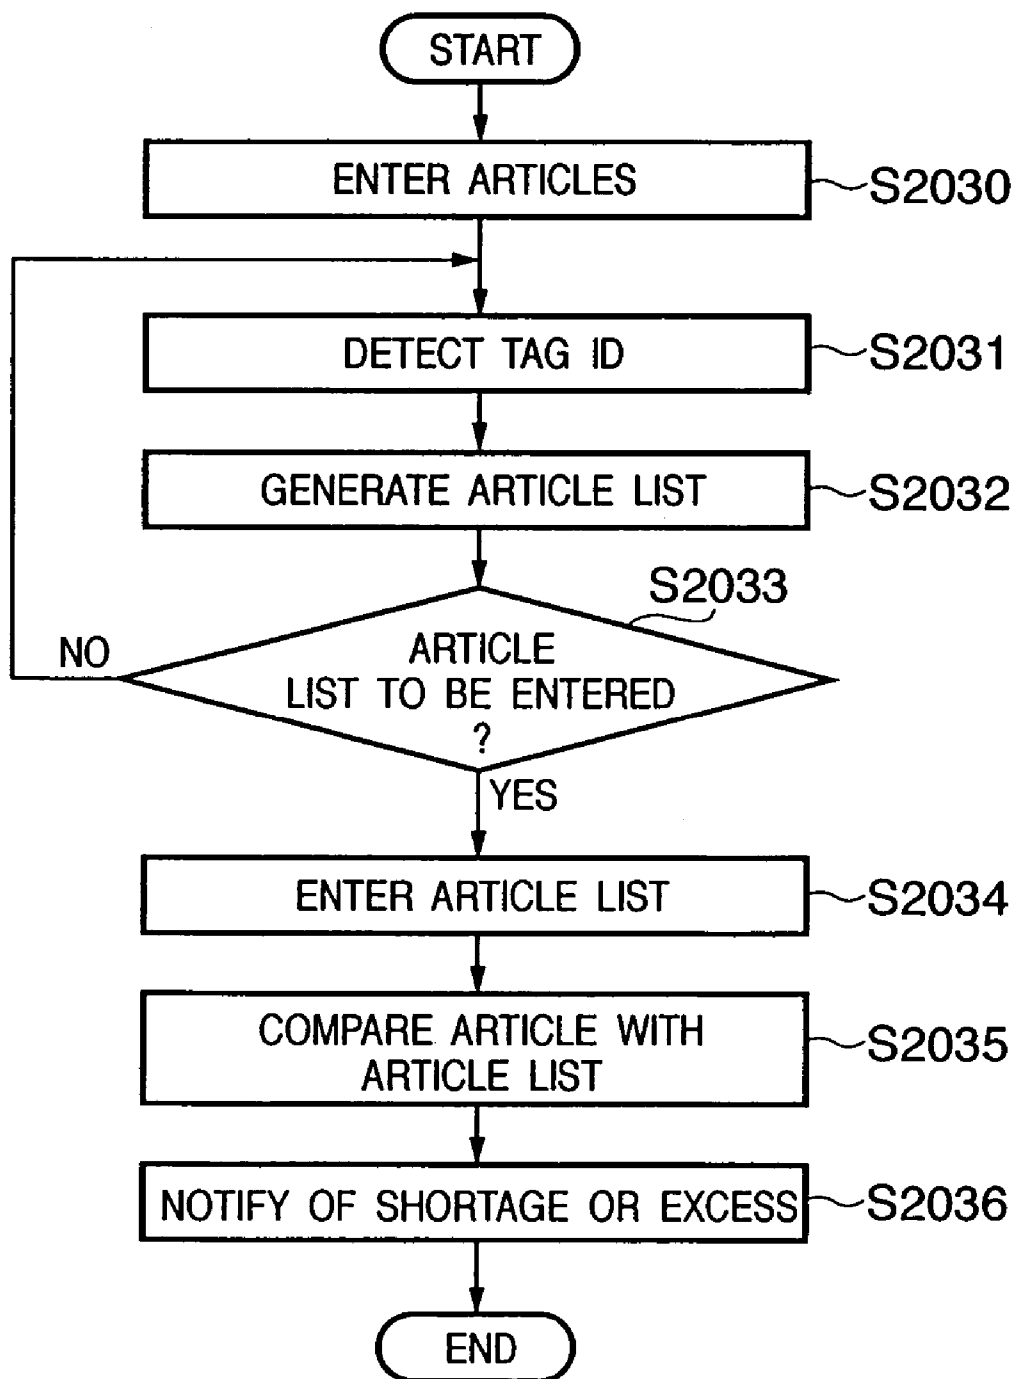 START
ENTER ARTICLES
S2030
DETECT TAG ID
S2031
GENERATE ARTICLE LIST
S2032
S2033
NO
ARTICLE
LIST TO BE ENTERED
?
YES
ENTER ARTICLE LIST
S2034
COMPARE ARTICLE WITH
ARTICLE LIST
S2035
NOTIFY OF SHORTAGE OR EXCESS
S2036
END